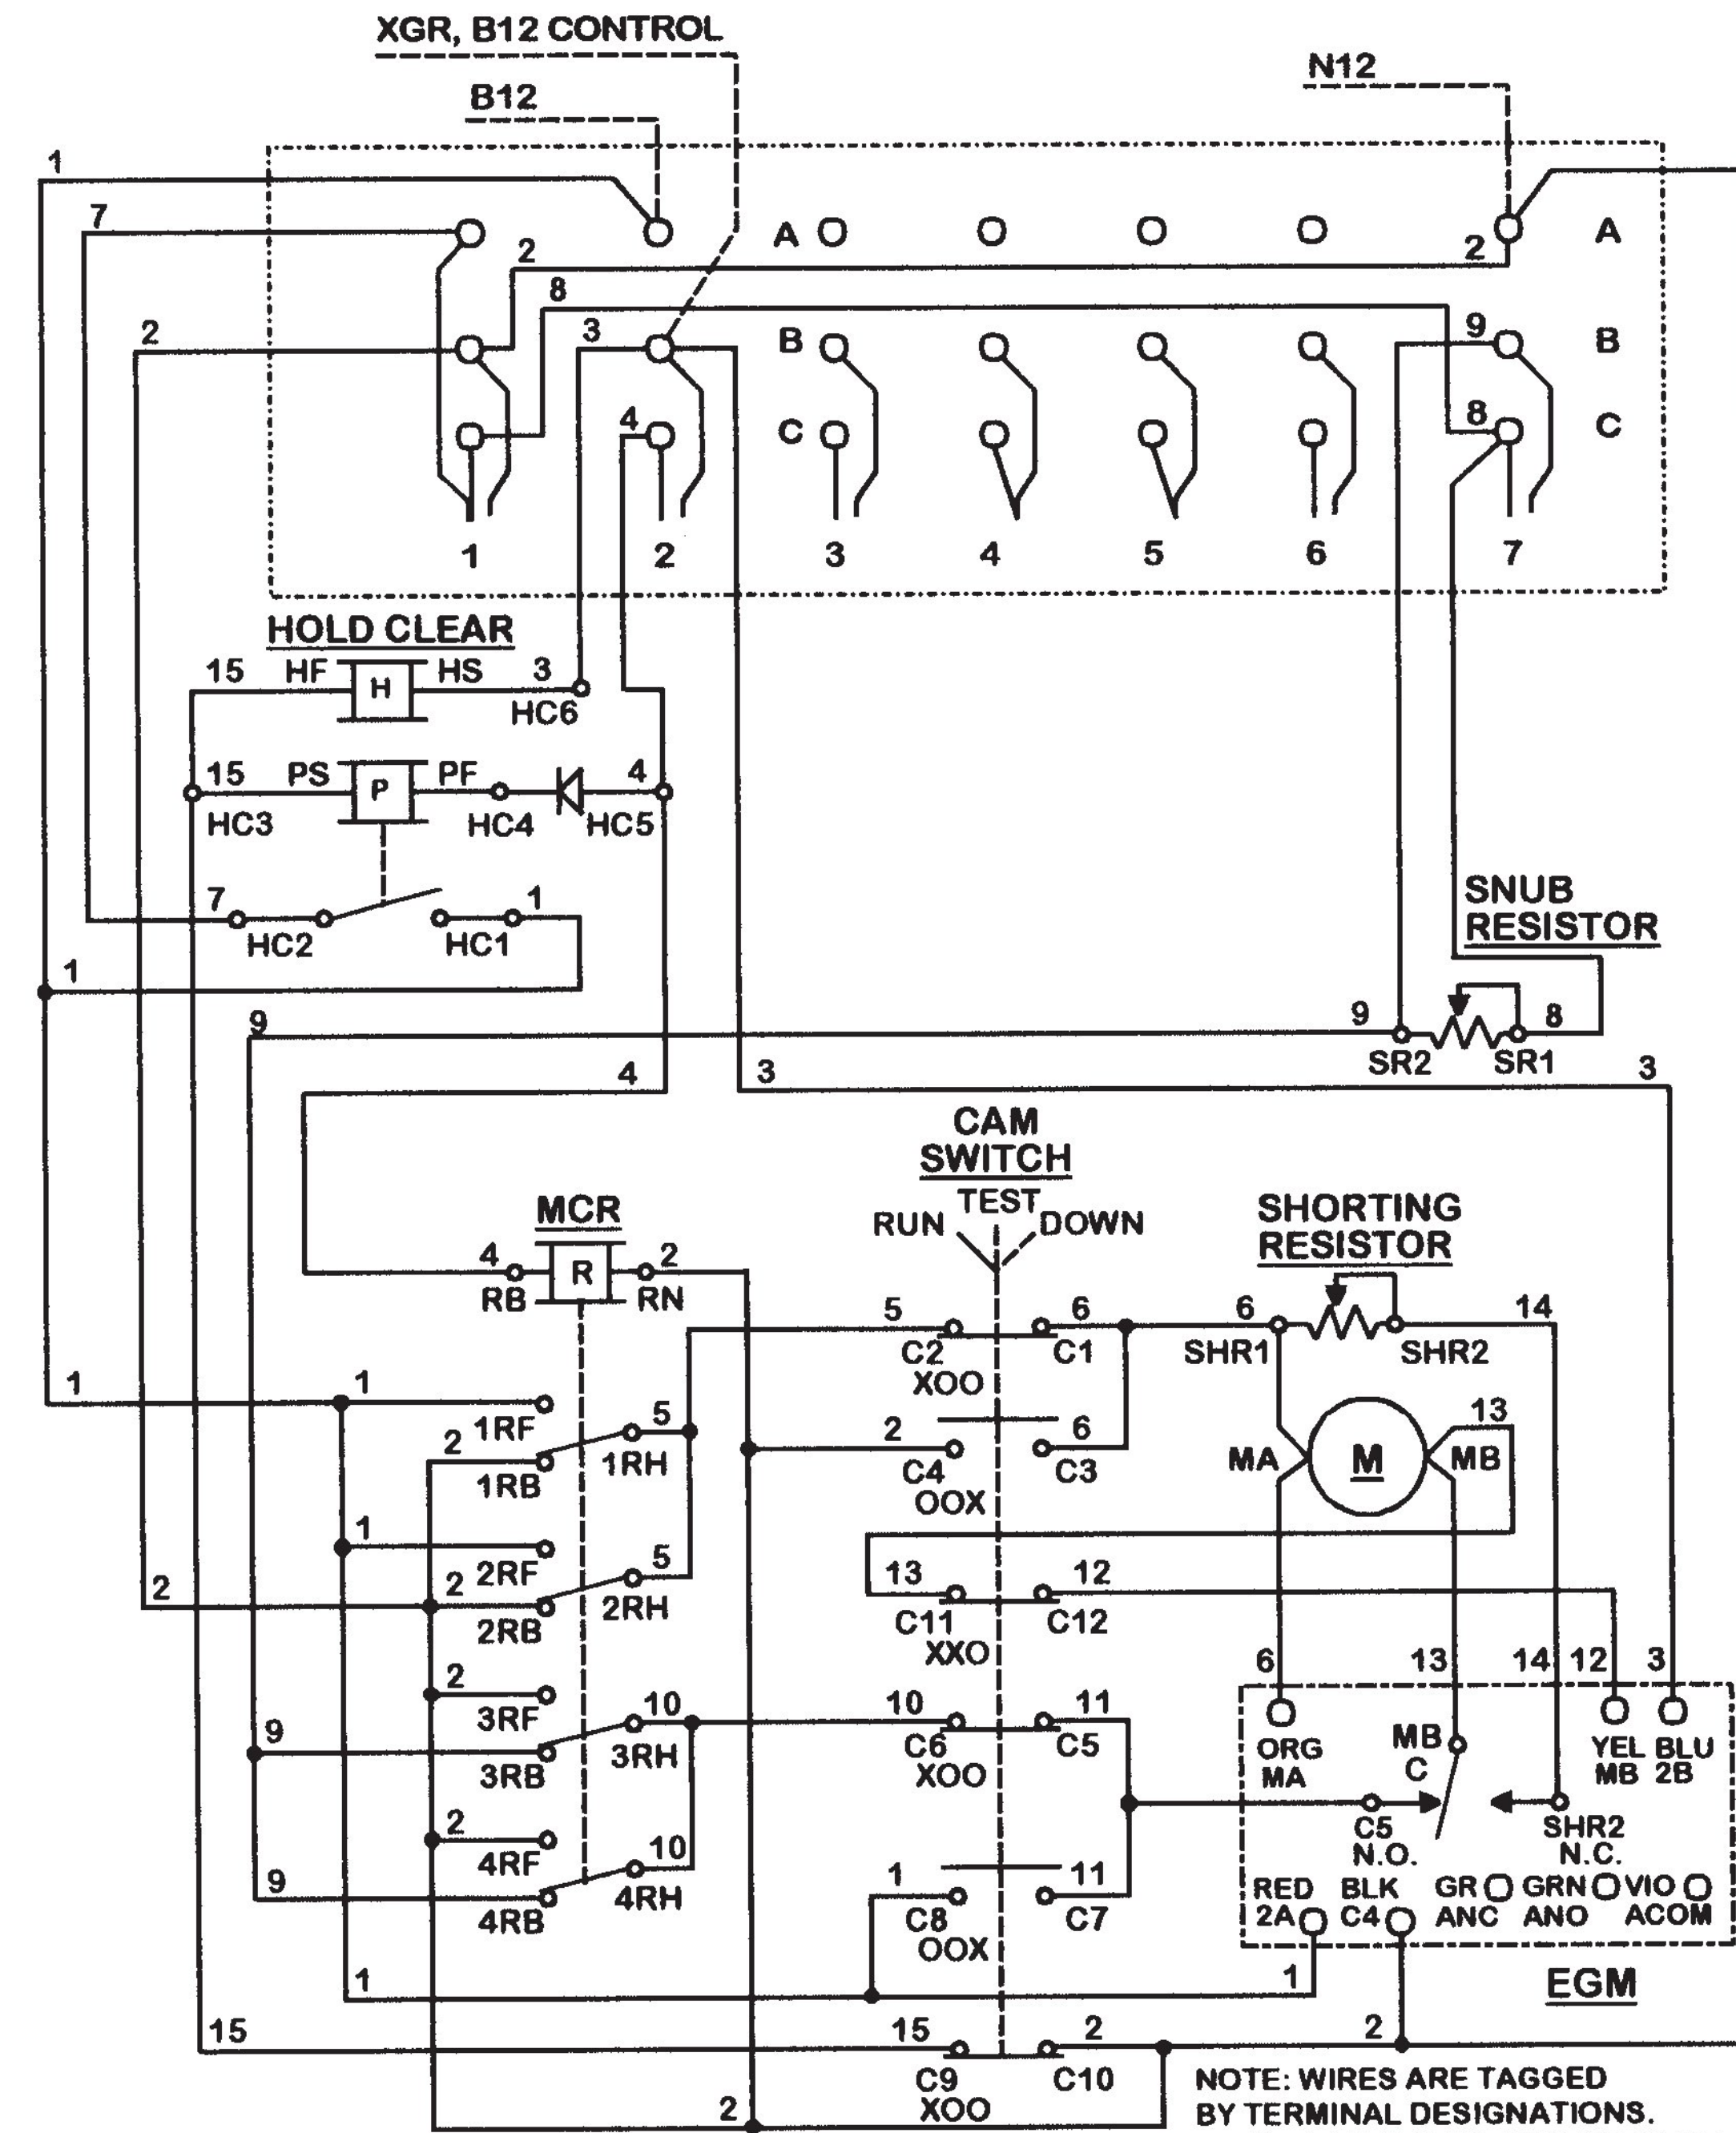 XGR, B12 CONTROL
B12
N12
1
7
A
A
2
2
8
2
3
B
9
B
4
C
8
C
1 2 3 4 5 6 7
HOLD CLEAR
15 HF H HS 3
HC6
15 PS P PF 4
HC3 HC4 HC5
7 1
HC2 HC1
1
SNUB
RESISTOR
9
9 8
SR2 SR1
4 3 3
CAM
SWITCH
TEST
RUN DOWN
MCR
SHORTING
RESISTOR
4 R 2
RB RN
5 6 6 14
C2 C1 SHR1 SHR2
XOO
1 1
1RF 5
2 1RH
1RB
2 6
C4 C3
OOX
MA M MB 13
1
2RF 5
2 2 2RH
2RB
13 12
C11 C12
XXO
6 13 14 12 3
2
3RF 10
9 3RH
3RB
10 11
C6 C5
XOO
ORG
MA
MB
C
YEL BLU
MB 2B
C5
N.O.
SHR2
N.C.
2
4RF 10
9 4RH
4RB
1 11
C8 C7
OOX
RED BLK GR GRN VIO
2A C4 ANC ANO ACOM
1 1
EGM
15 15 2 2
C9 C10
XOO
2
NOTE: WIRES ARE TAGGED
BY TERMINAL DESIGNATIONS.